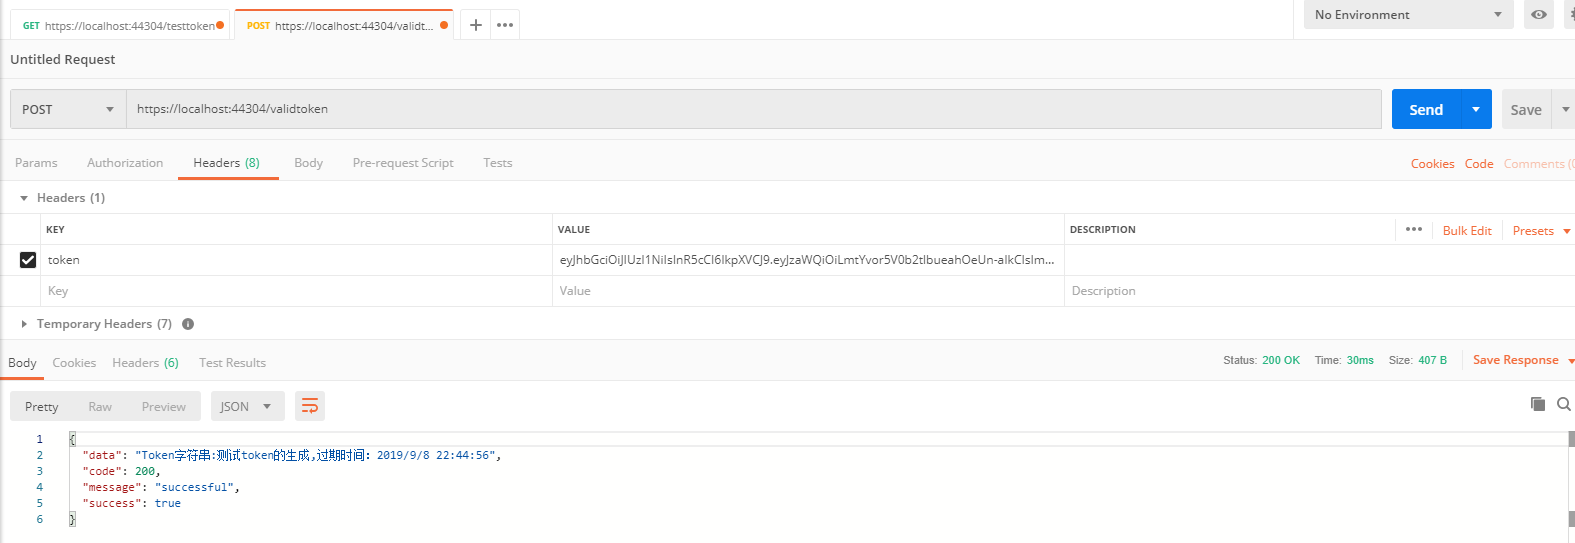 GET https://localhost:44304/testtoken POST https://localhost:44304/validt... + ••• No Environment
Untitled Request
POST https://localhost:44304/validtoken Send Save
Params Authorization Headers (8) Body Pre-request Script Tests Cookies Code Comments (0
Headers (1)
KEY VALUE DESCRIPTION ••• Bulk Edit Presets
token eyJhbGciOiJIUzI1NiIsInR5cCI6IkpXVCJ9.eyJzaWQiOiLmtYvor5V0b2tlbueahOeUn-aIkCIsIm...
Key Value Description
Temporary Headers (7)
Body Cookies Headers (6) Test Results Status: 200 OK Time: 30ms Size: 407 B Save Response
Pretty Raw Preview JSON
1 {
2 "data": "Token字符串:测试token的生成,过期时间: 2019/9/8 22:44:56",
3 "code": 200,
4 "message": "successful",
5 "success": true
6 }